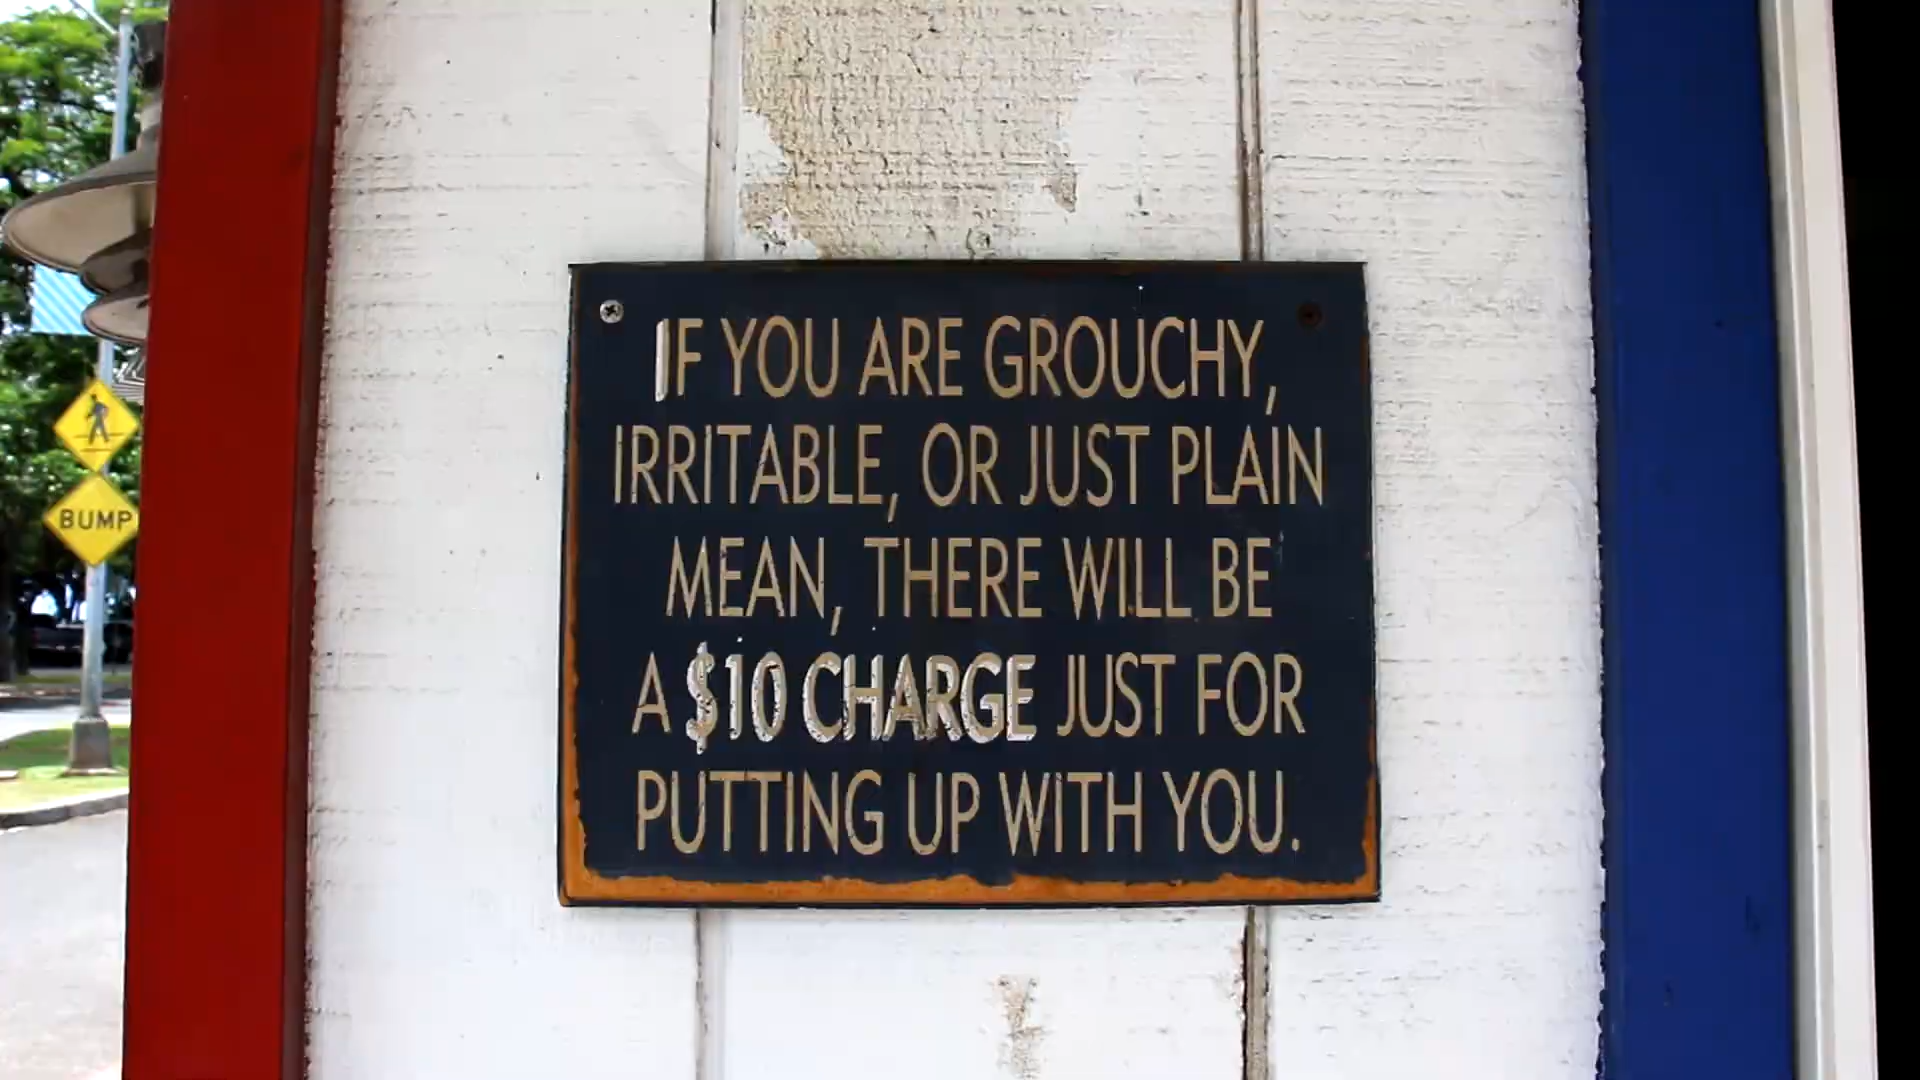 IF YOU ARE GROUCHY,
IRRITABLE, OR JUST PLAIN
MEAN, THERE WILL BE
A $10 CHARGE JUST FOR
PUTTING UP WITH YOU.
BUMP